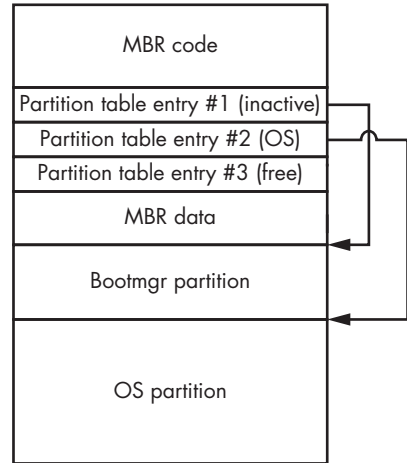 MBR code
Partition table entry #1 (inactive)
Partition table entry #2 (OS)
Partition table entry #3 (free)
MBR data
Bootmgr partition
OS partition